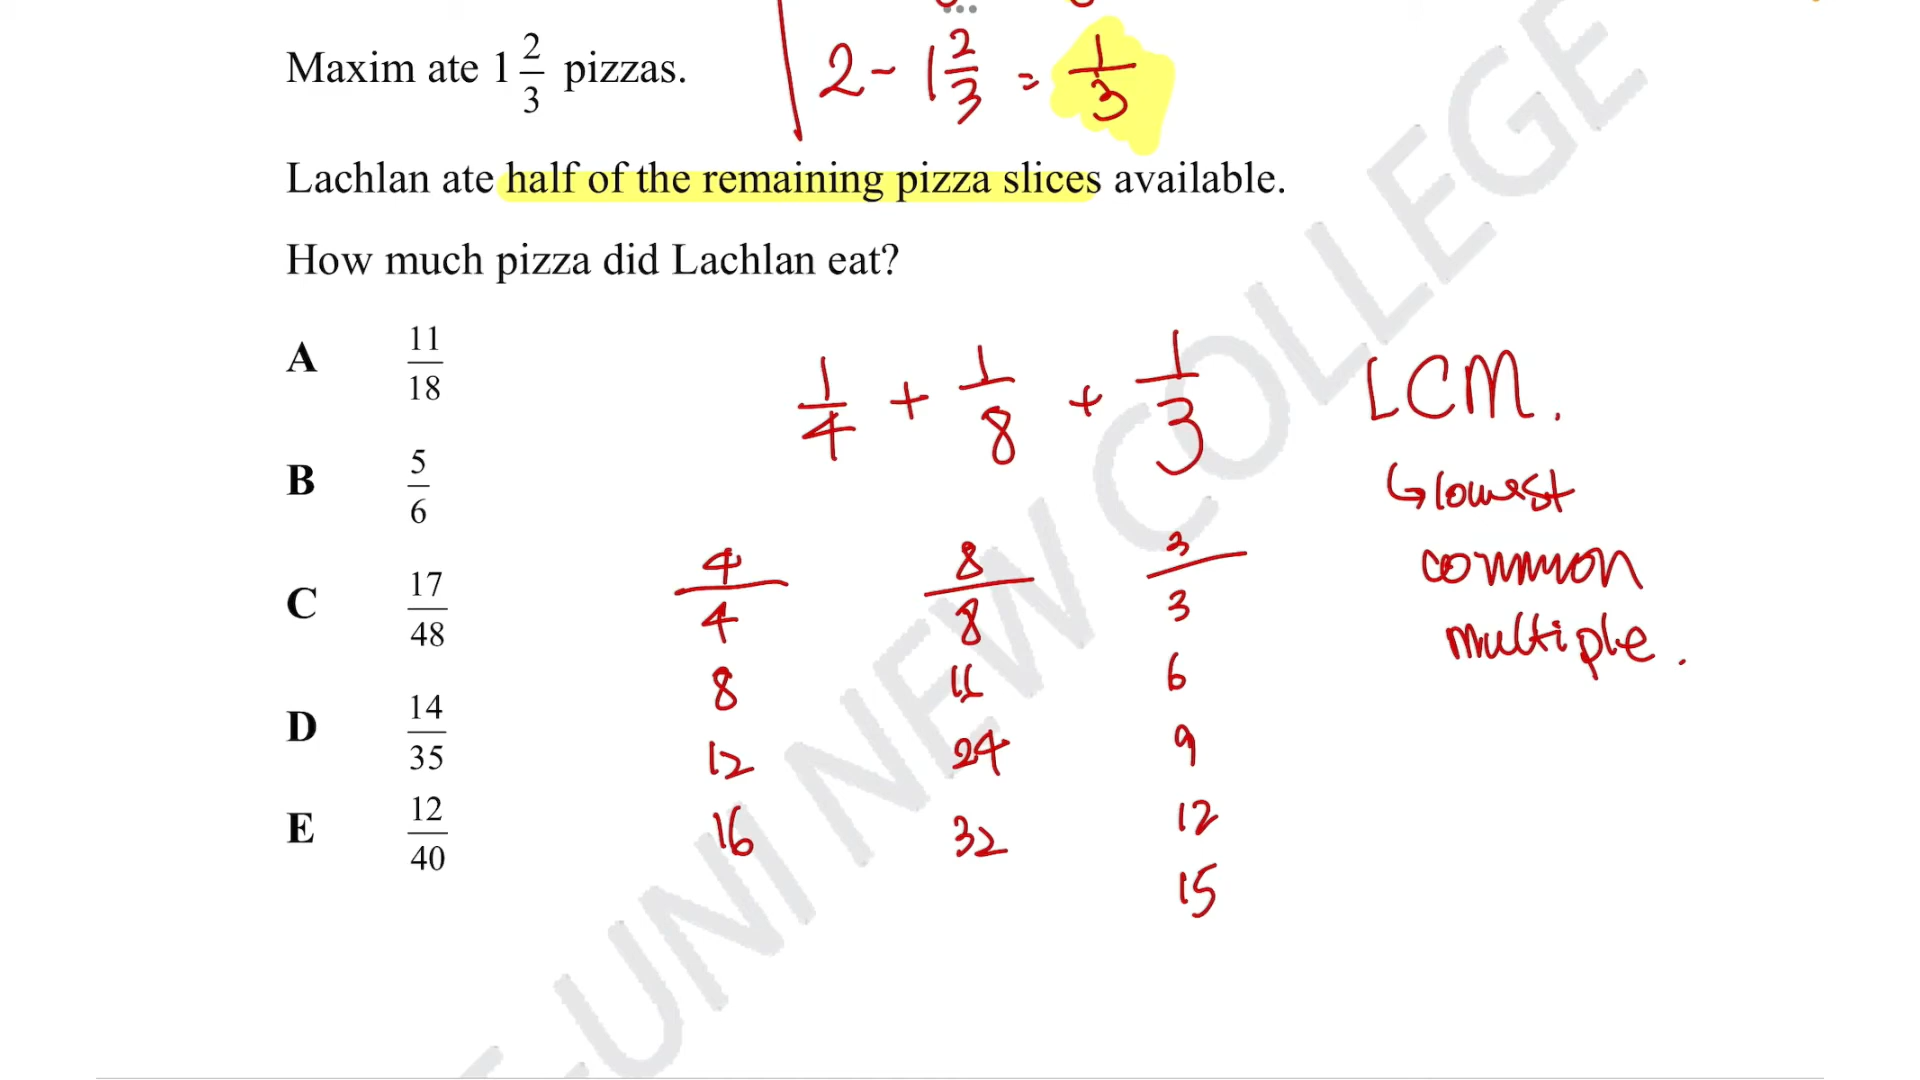 Maxim ate 1 2/3 pizzas.
2 - 1 2/3 = 1/3
Lachlan ate half of the remaining pizza slices available.
How much pizza did Lachlan eat?
A 11/18
B 5/6
C 17/48
D 14/35
E 12/40
1/4 + 1/8 + 1/3
LCM.
↳ lowest
common
multiple.
4/4
8
12
16
8/8
24
32
3/3
6
9
12
15
-UNI NEW COLLEGE